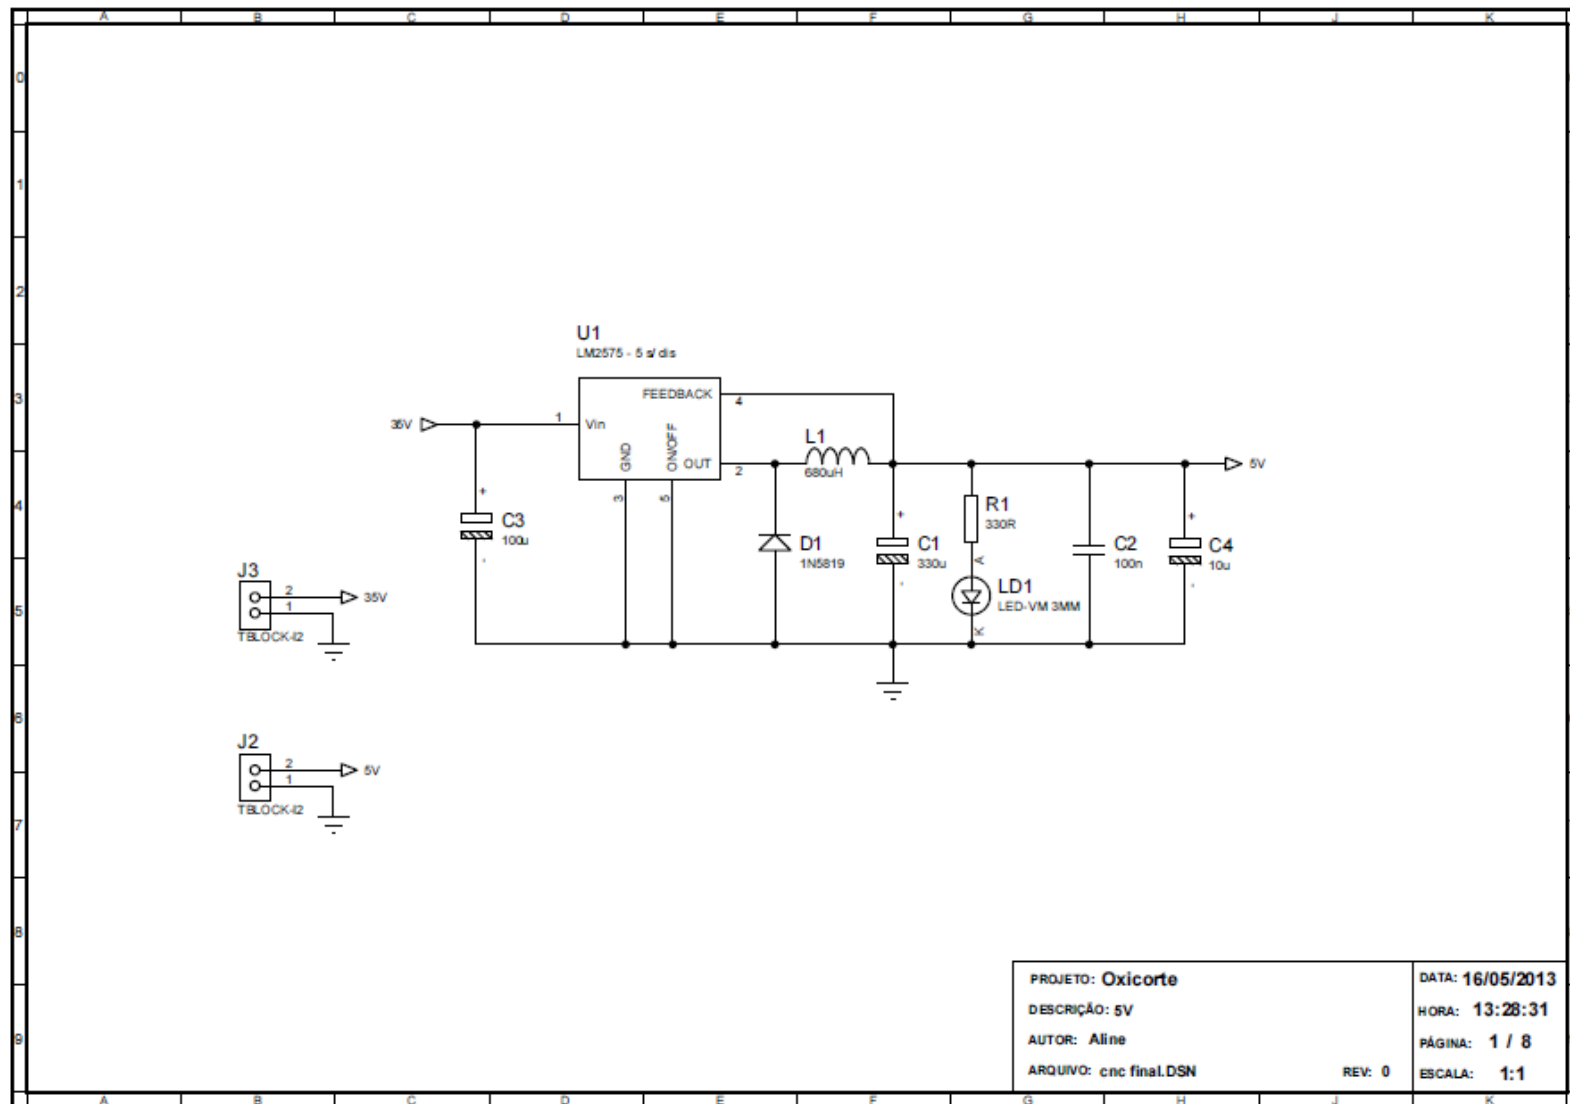 A B C D E F G H J K
0
1
2
3
4
5
6
7
8
9
U1
LM2575 - 5 s/ dis
FEEDBACK
4
35V
1
Vin
GND
ON/OFF
OUT
2
3
5
L1
680uH
5V
+
C3
100u
-
D1
1N5819
+
C1
330u
-
R1
330R
A
LD1
LED-VM 3MM
K
C2
100n
+
C4
10u
-
J3
2
1
35V
TBLOCK-I2
J2
2
1
5V
TBLOCK-I2
PROJETO: Oxicorte
DESCRIÇÃO: 5V
AUTOR: Aline
ARQUIVO: cnc final.DSN
REV: 0
DATA: 16/05/2013
HORA: 13:28:31
PÁGINA: 1 / 8
ESCALA: 1:1
A B C D E F G H J K